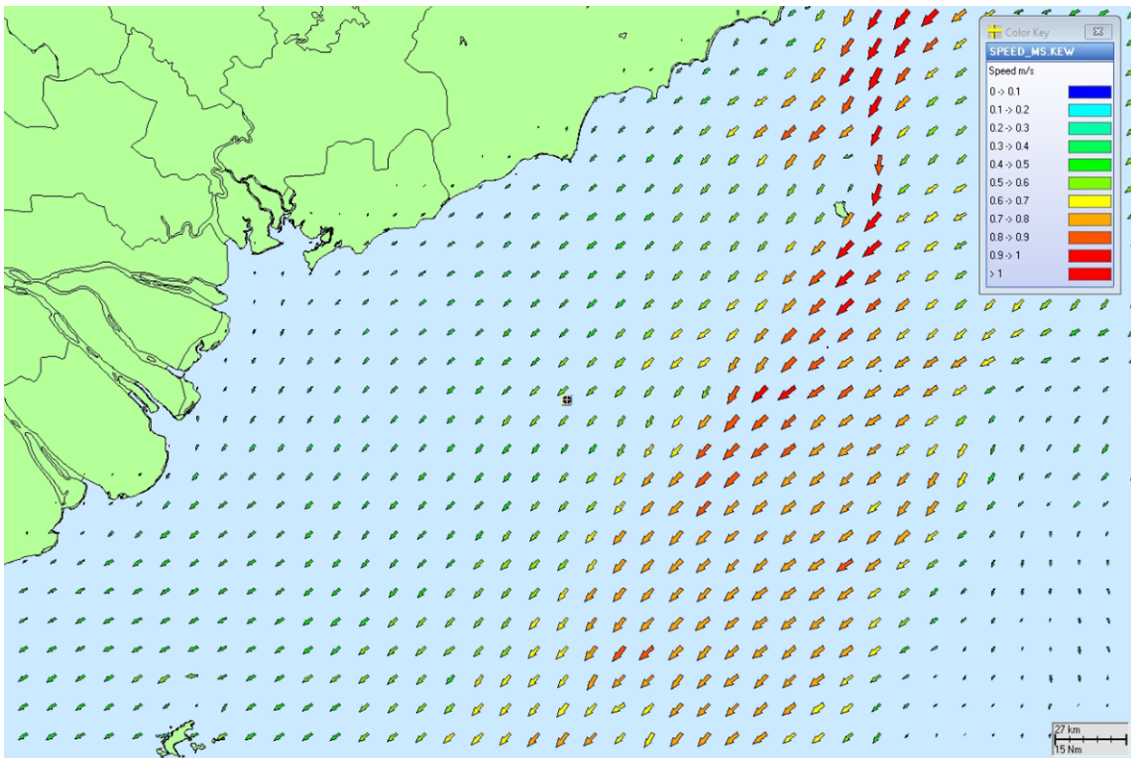 Color Key
SPEED_MS.KEW
Speed m/s
0 -> 0.1
0.1 -> 0.2
0.2 -> 0.3
0.3 -> 0.4
0.4 -> 0.5
0.5 -> 0.6
0.6 -> 0.7
0.7 -> 0.8
0.8 -> 0.9
0.9 -> 1
> 1
27 km
15 Nm